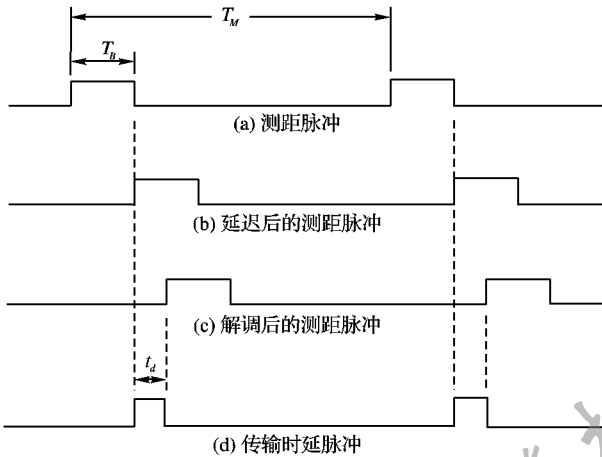 T_M
T_B
(a) 测距脉冲
(b) 延迟后的测距脉冲
(c) 解调后的测距脉冲
t_d
(d) 传输时延脉冲